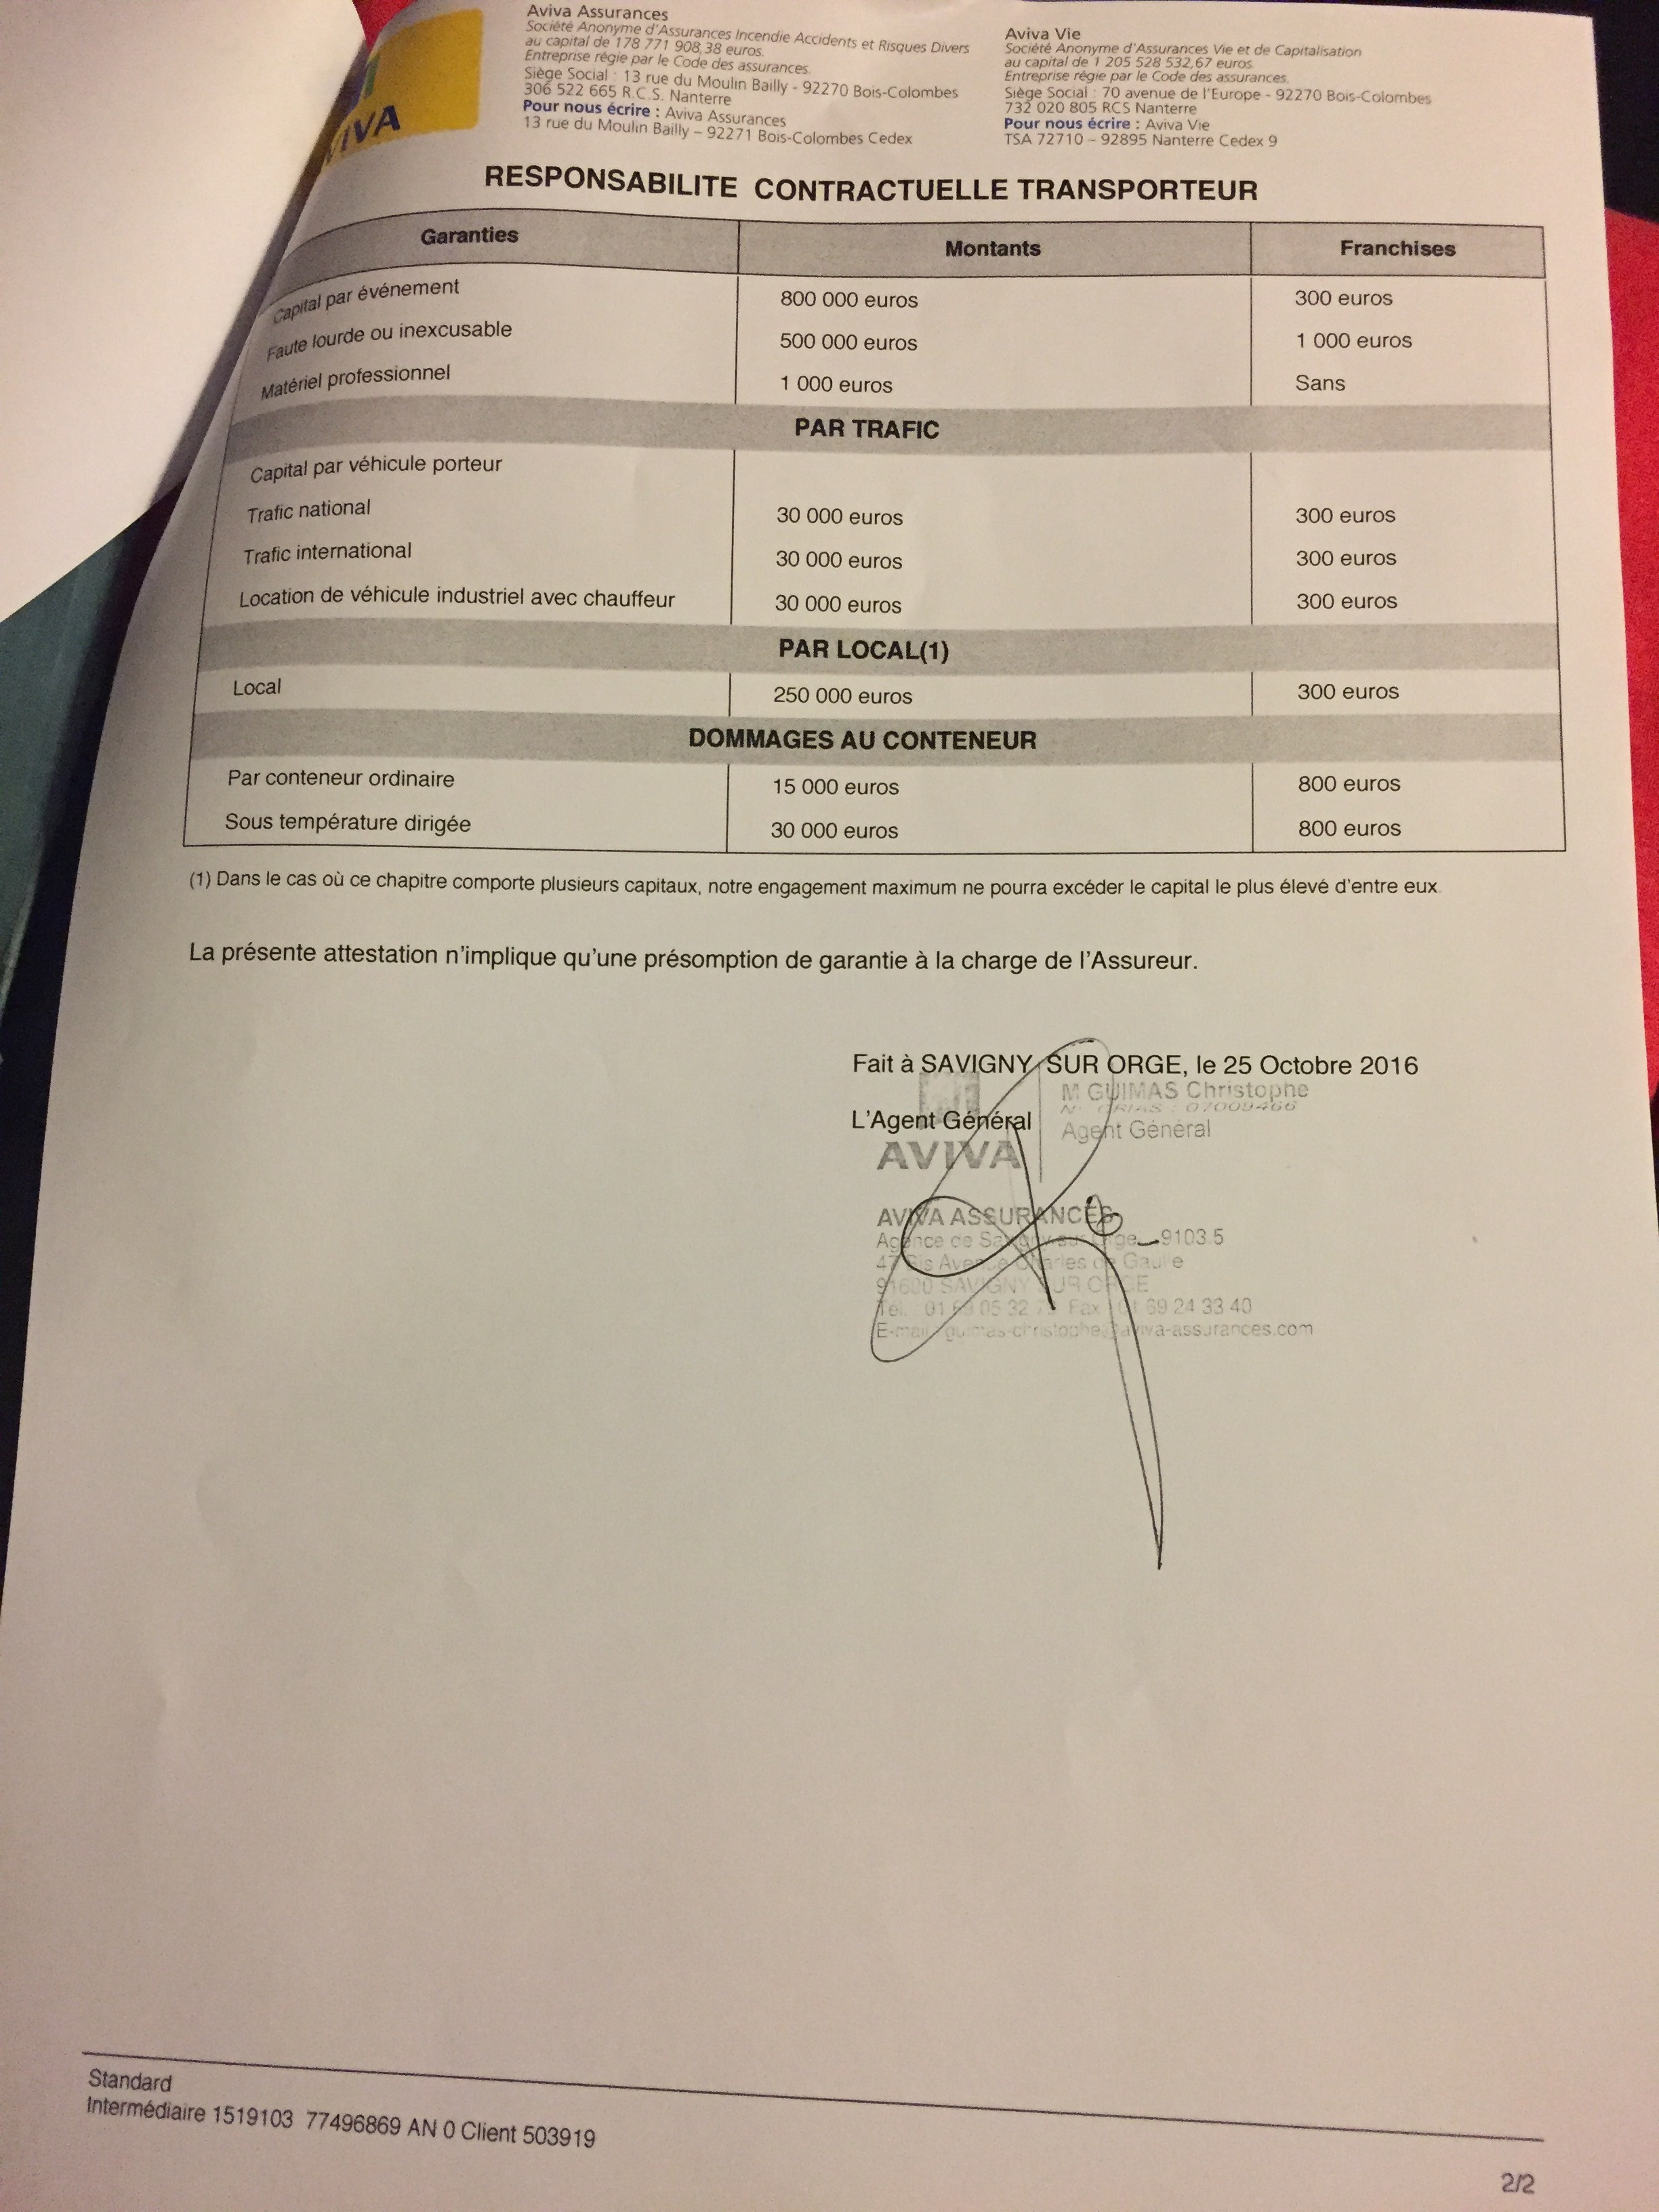 VIVA
Aviva Assurances
Société Anonyme d'Assurances Incendie Accidents et Risques Divers
au capital de 178 771 908,38 euros.
Entreprise régie par le Code des assurances.
Siège Social : 13 rue du Moulin Bailly - 92270 Bois-Colombes
306 522 665 R.C.S. Nanterre
Pour nous écrire : Aviva Assurances
13 rue du Moulin Bailly – 92271 Bois-Colombes Cedex
Aviva Vie
Société Anonyme d'Assurances Vie et de Capitalisation
au capital de 1 205 528 532,67 euros
Entreprise régie par le Code des assurances.
Siège Social : 70 avenue de l'Europe - 92270 Bois-Colombes
732 020 805 RCS Nanterre
Pour nous écrire : Aviva Vie
TSA 72710 – 92895 Nanterre Cedex 9
RESPONSABILITE CONTRACTUELLE TRANSPORTEUR
Garanties Montants Franchises
Capital par événement 800 000 euros 300 euros
Faute lourde ou inexcusable 500 000 euros 1 000 euros
Matériel professionnel 1 000 euros Sans
PAR TRAFIC
Capital par véhicule porteur
Trafic national 30 000 euros 300 euros
Trafic international 30 000 euros 300 euros
Location de véhicule industriel avec chauffeur 30 000 euros 300 euros
PAR LOCAL(1)
Local 250 000 euros 300 euros
DOMMAGES AU CONTENEUR
Par conteneur ordinaire 15 000 euros 800 euros
Sous température dirigée 30 000 euros 800 euros
(1) Dans le cas où ce chapitre comporte plusieurs capitaux, notre engagement maximum ne pourra excéder le capital le plus élevé d'entre eux.
La présente attestation n'implique qu'une présomption de garantie à la charge de l'Assureur.
Fait à SAVIGNY SUR ORGE, le 25 Octobre 2016
M GUIMAS Christophe
N° ORIAS : 07009466
L'Agent Général
Agent Général
AVIVA
AVIVA ASSURANCES
Agence de Savigny sur Orge 9103.5
47 Bis Avenue Charles de Gaulle
91600 SAVIGNY SUR ORGE
Tél. 01 69 05 32 Fax 01 69 24 33 40
E-mail guimas-christophe@aviva-assurances.com
Standard
Intermédiaire 1519103 77496869 AN 0 Client 503919
2/2